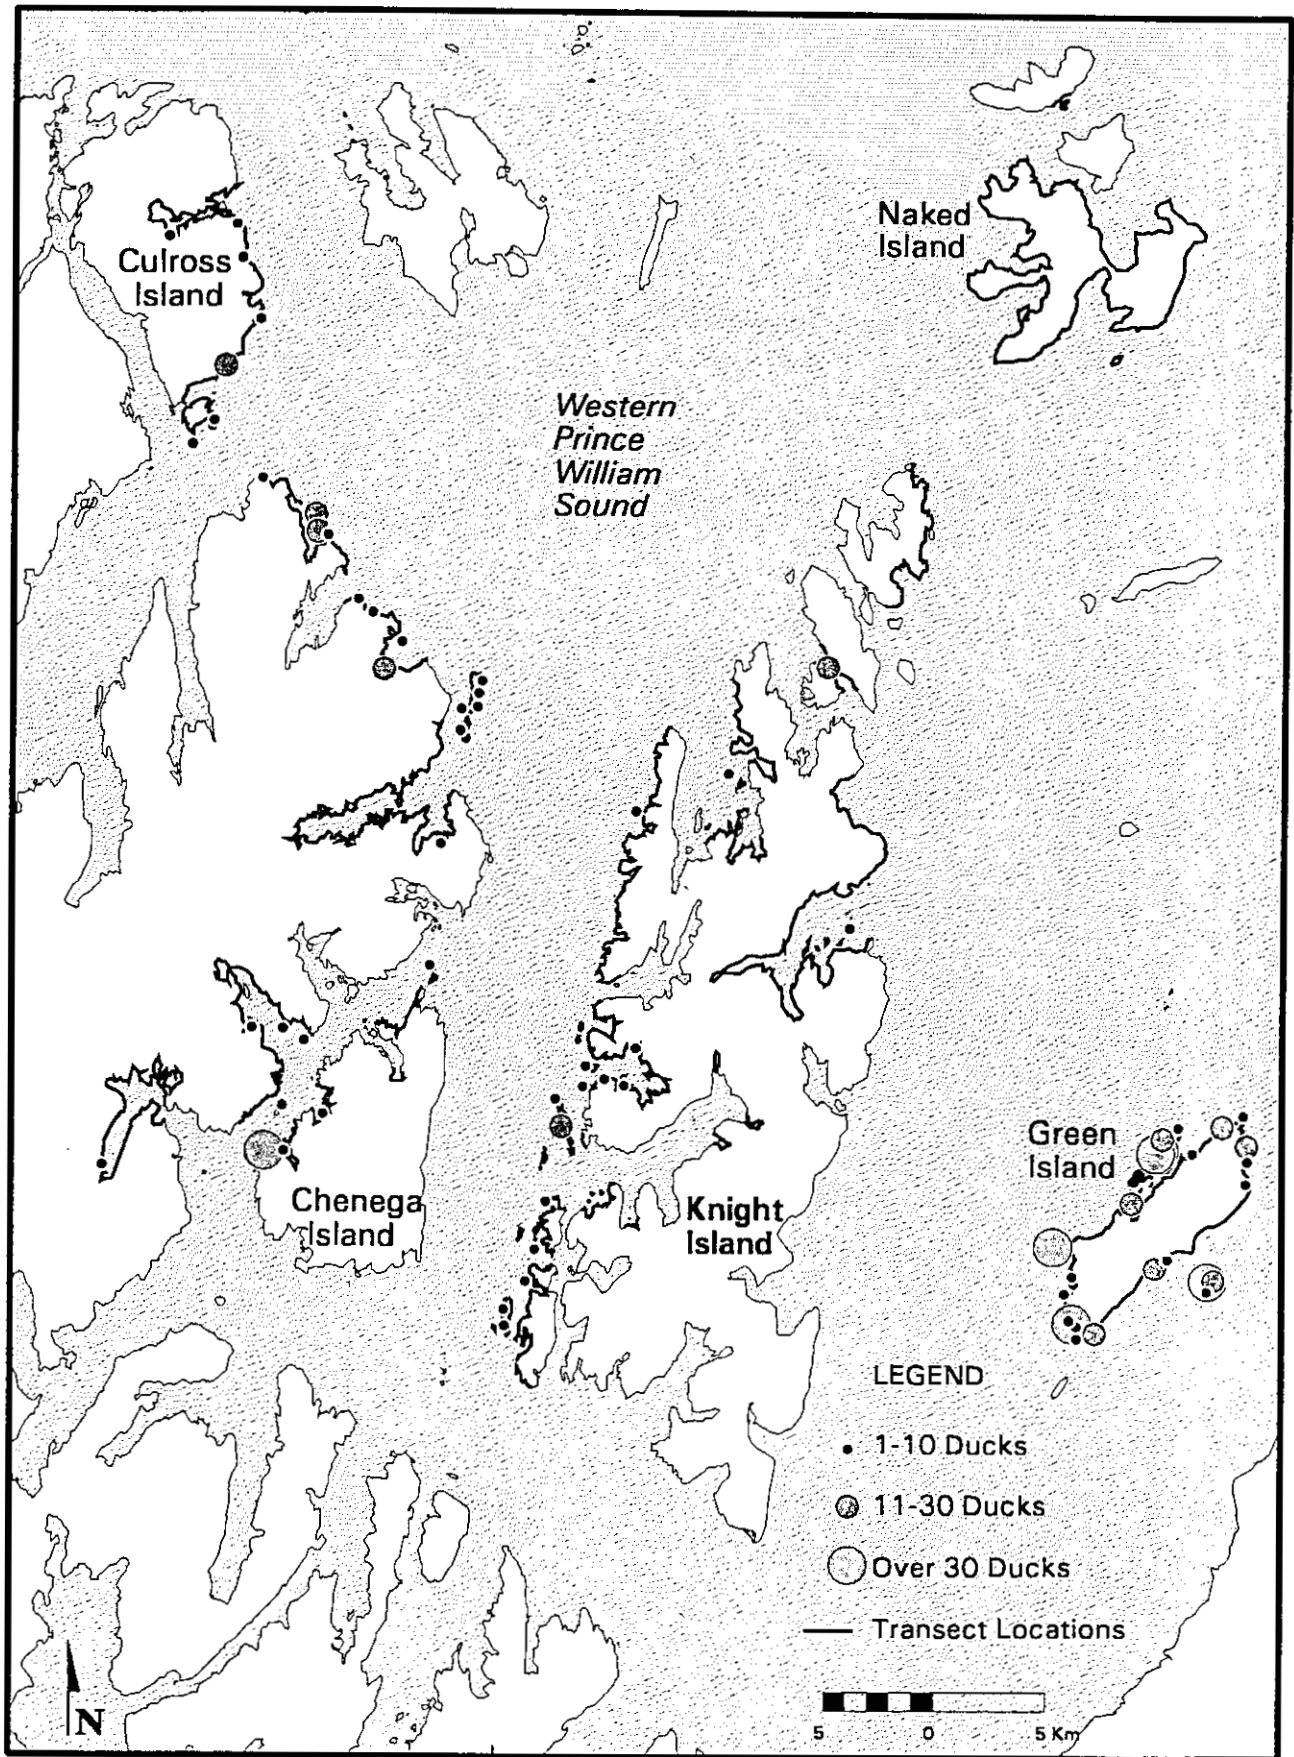 Naked
Island
Culross
Island
Western
Prince
William
Sound
Green
Island
Chenega
Island
Knight
Island
LEGEND
1-10 Ducks
11-30 Ducks
Over 30 Ducks
Transect Locations
N
5 0 5 Km